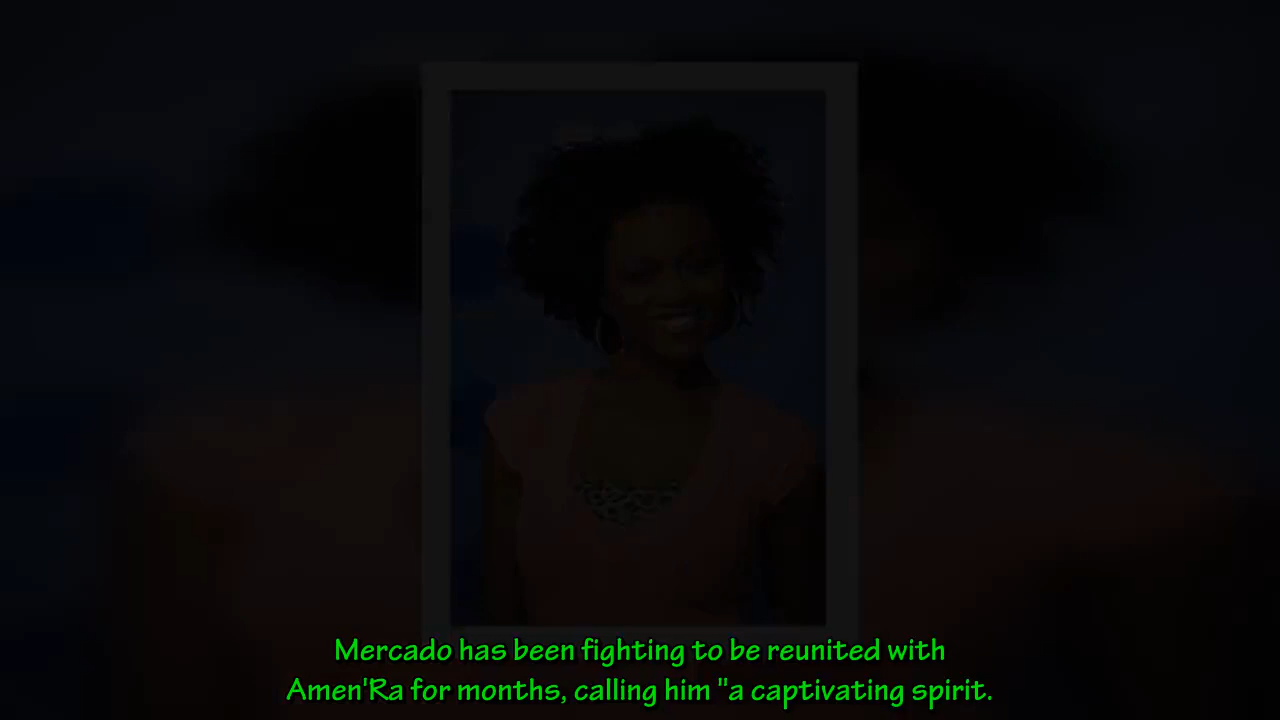 Mercado has been fighting to be reunited with
Amen'Ra for months, calling him "a captivating spirit.